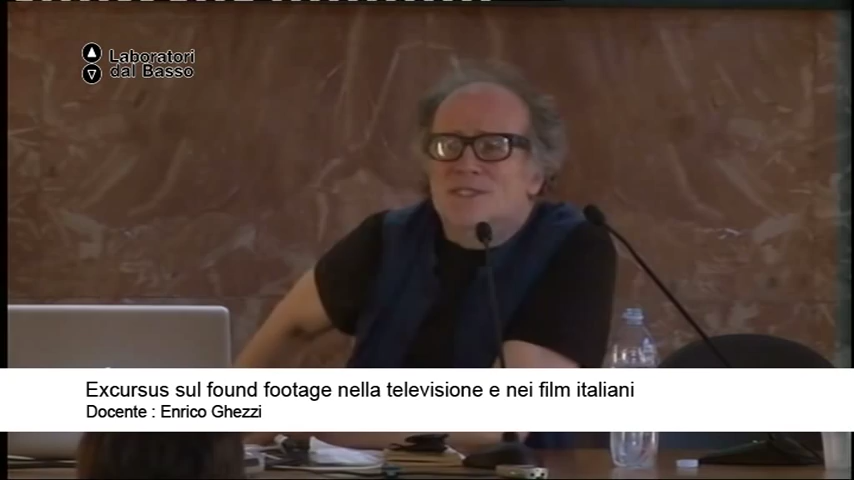 Laboratori
dal Basso
Excursus sul found footage nella televisione e nei film italiani
Docente : Enrico Ghezzi